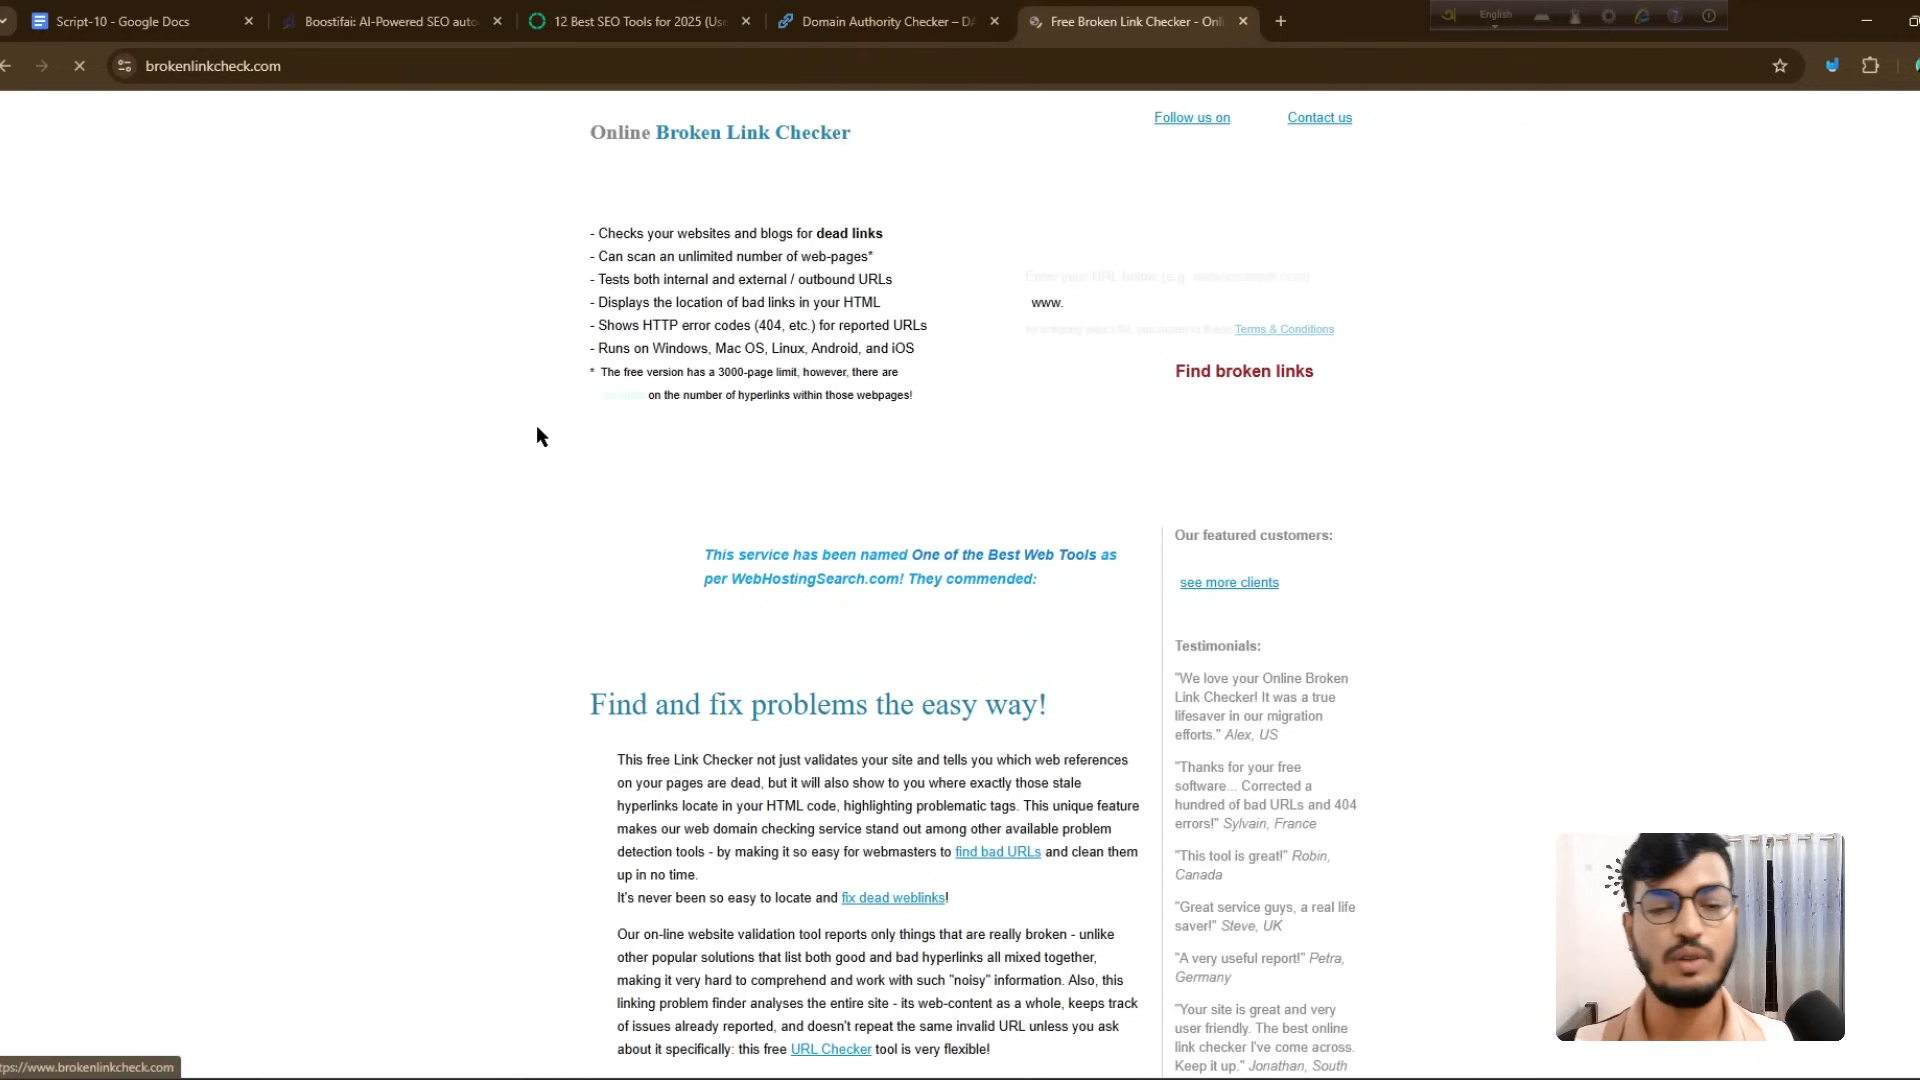 Script-10 - Google Docs
Boostifai: AI-Powered SEO auto
12 Best SEO Tools for 2025 (Use
Domain Authority Checker – DA
Free Broken Link Checker - Onli
English
brokenlinkcheck.com
Online Broken Link Checker
Follow us on
Contact us
- Checks your websites and blogs for dead links
- Can scan an unlimited number of web-pages*
- Tests both internal and external / outbound URLs
- Displays the location of bad links in your HTML
- Shows HTTP error codes (404, etc.) for reported URLs
- Runs on Windows, Mac OS, Linux, Android, and iOS
* The free version has a 3000-page limit, however, there are
on the number of hyperlinks within those webpages!
Enter your URL below (e.g. www.example.com)
www.
Terms & Conditions
Find broken links
This service has been named One of the Best Web Tools as
per WebHostingSearch.com! They commended:
Find and fix problems the easy way!
This free Link Checker not just validates your site and tells you which web references
on your pages are dead, but it will also show to you where exactly those stale
hyperlinks locate in your HTML code, highlighting problematic tags. This unique feature
makes our web domain checking service stand out among other available problem
detection tools - by making it so easy for webmasters to find bad URLs and clean them
up in no time.
It's never been so easy to locate and fix dead weblinks!
Our on-line website validation tool reports only things that are really broken - unlike
other popular solutions that list both good and bad hyperlinks all mixed together,
making it very hard to comprehend and work with such "noisy" information. Also, this
linking problem finder analyses the entire site - its web-content as a whole, keeps track
of issues already reported, and doesn't repeat the same invalid URL unless you ask
about it specifically: this free URL Checker tool is very flexible!
Our featured customers:
see more clients
Testimonials:
"We love your Online Broken
Link Checker! It was a true
lifesaver in our migration
efforts." Alex, US
"Thanks for your free
software... Corrected a
hundred of bad URLs and 404
errors!" Sylvain, France
"This tool is great!" Robin,
Canada
"Great service guys, a real life
saver!" Steve, UK
"A very useful report!" Petra,
Germany
"Your site is great and very
user friendly. The best online
link checker I've come across.
Keep it up." Jonathan, South
tps://www.brokenlinkcheck.com